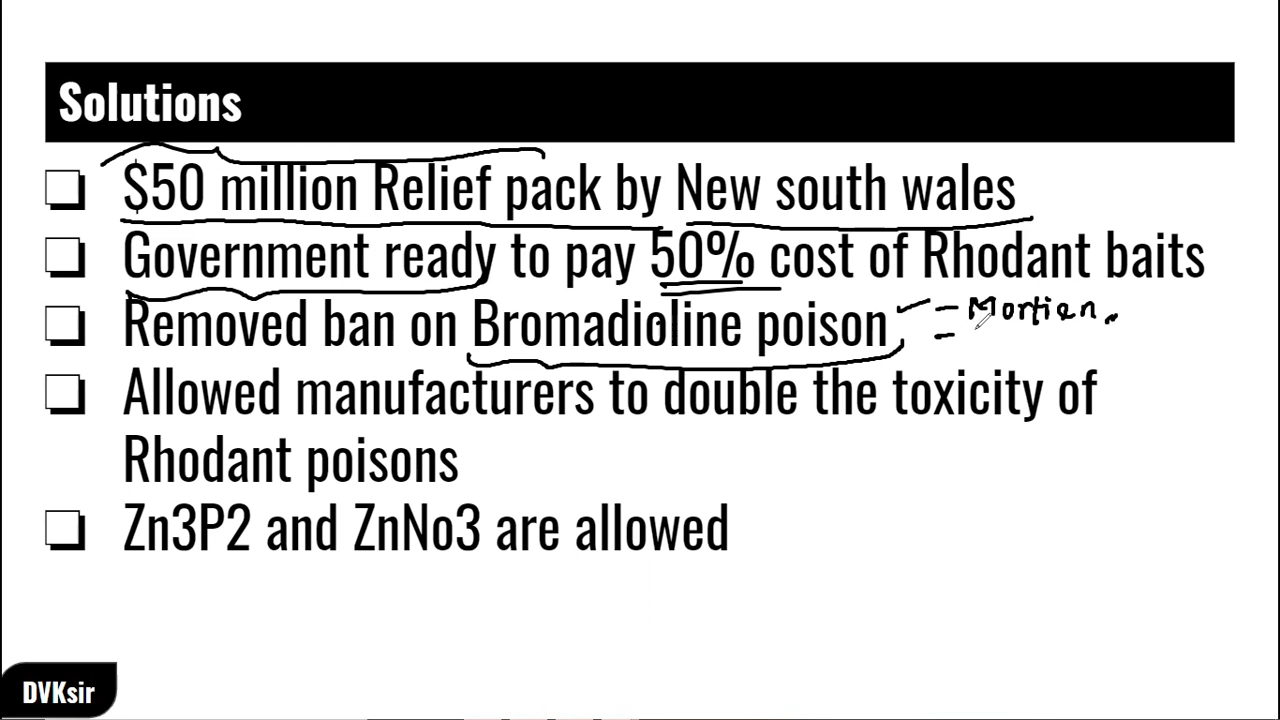 Solutions
$50 million Relief pack by New south wales
Government ready to pay 50% cost of Rhodant baits
Removed ban on Bromadioline poison - Mortien.
Allowed manufacturers to double the toxicity of
Rhodant poisons
Zn3P2 and ZnNo3 are allowed
DVKsir